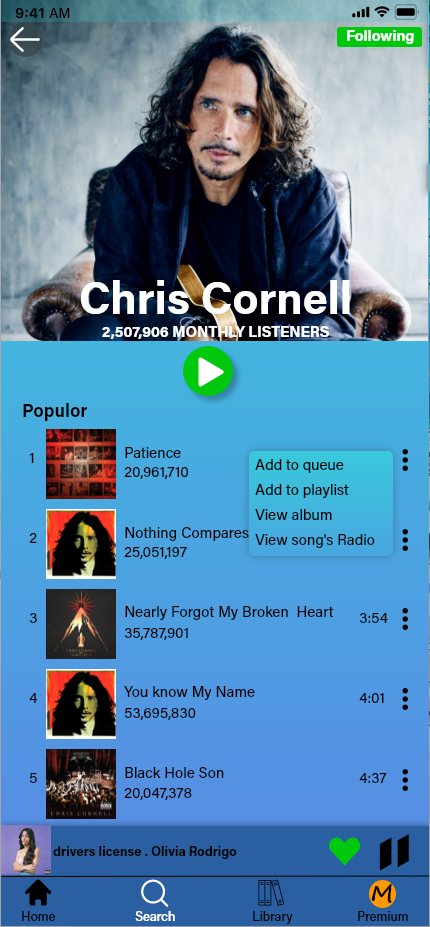 9:41 AM
Following
Chris Cornell
2,507,906 MONTHLY LISTENERS
Populor
1
Patience
20,961,710
Add to queue
Add to playlist
View album
View song's Radio
2
Nothing Compares
25,051,197
3
Nearly Forgot My Broken Heart
35,787,901
3:54
4
You know My Name
53,695,830
4:01
5
Black Hole Son
20,047,378
4:37
CHRIS CORNELL
drivers license . Olivia Rodrigo
Home
Search
Library
M
Premium